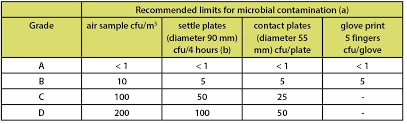 Recommended limits for microbial contamination (a)
Grade
air sample cfu/m³
settle plates
(diameter 90 mm)
cfu/4 hours (b)
contact plates
(diameter 55
mm) cfu/plate
glove print
5 fingers
cfu/glove
A < 1 < 1 < 1 < 1
B 10 5 5 5
C 100 50 25 -
D 200 100 50 -